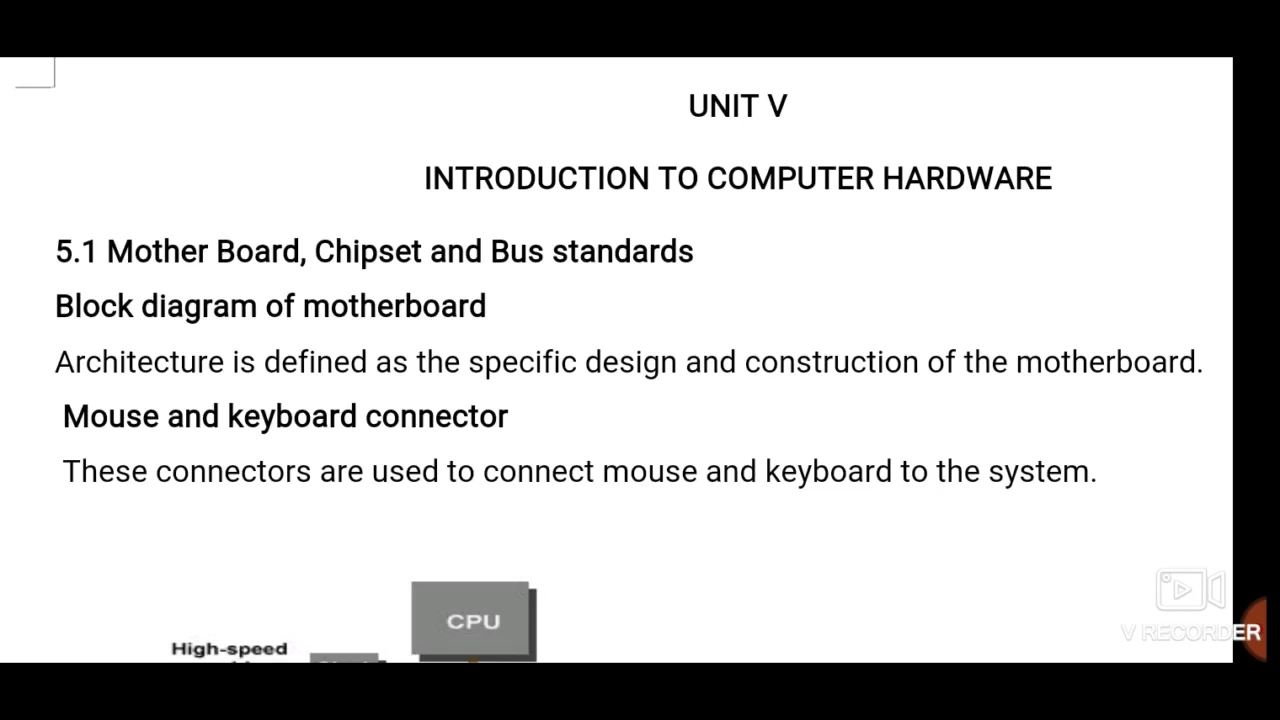 UNIT V
INTRODUCTION TO COMPUTER HARDWARE
5.1 Mother Board, Chipset and Bus standards
Block diagram of motherboard
Architecture is defined as the specific design and construction of the motherboard.
Mouse and keyboard connector
These connectors are used to connect mouse and keyboard to the system.
CPU
High-speed
V RECORDER